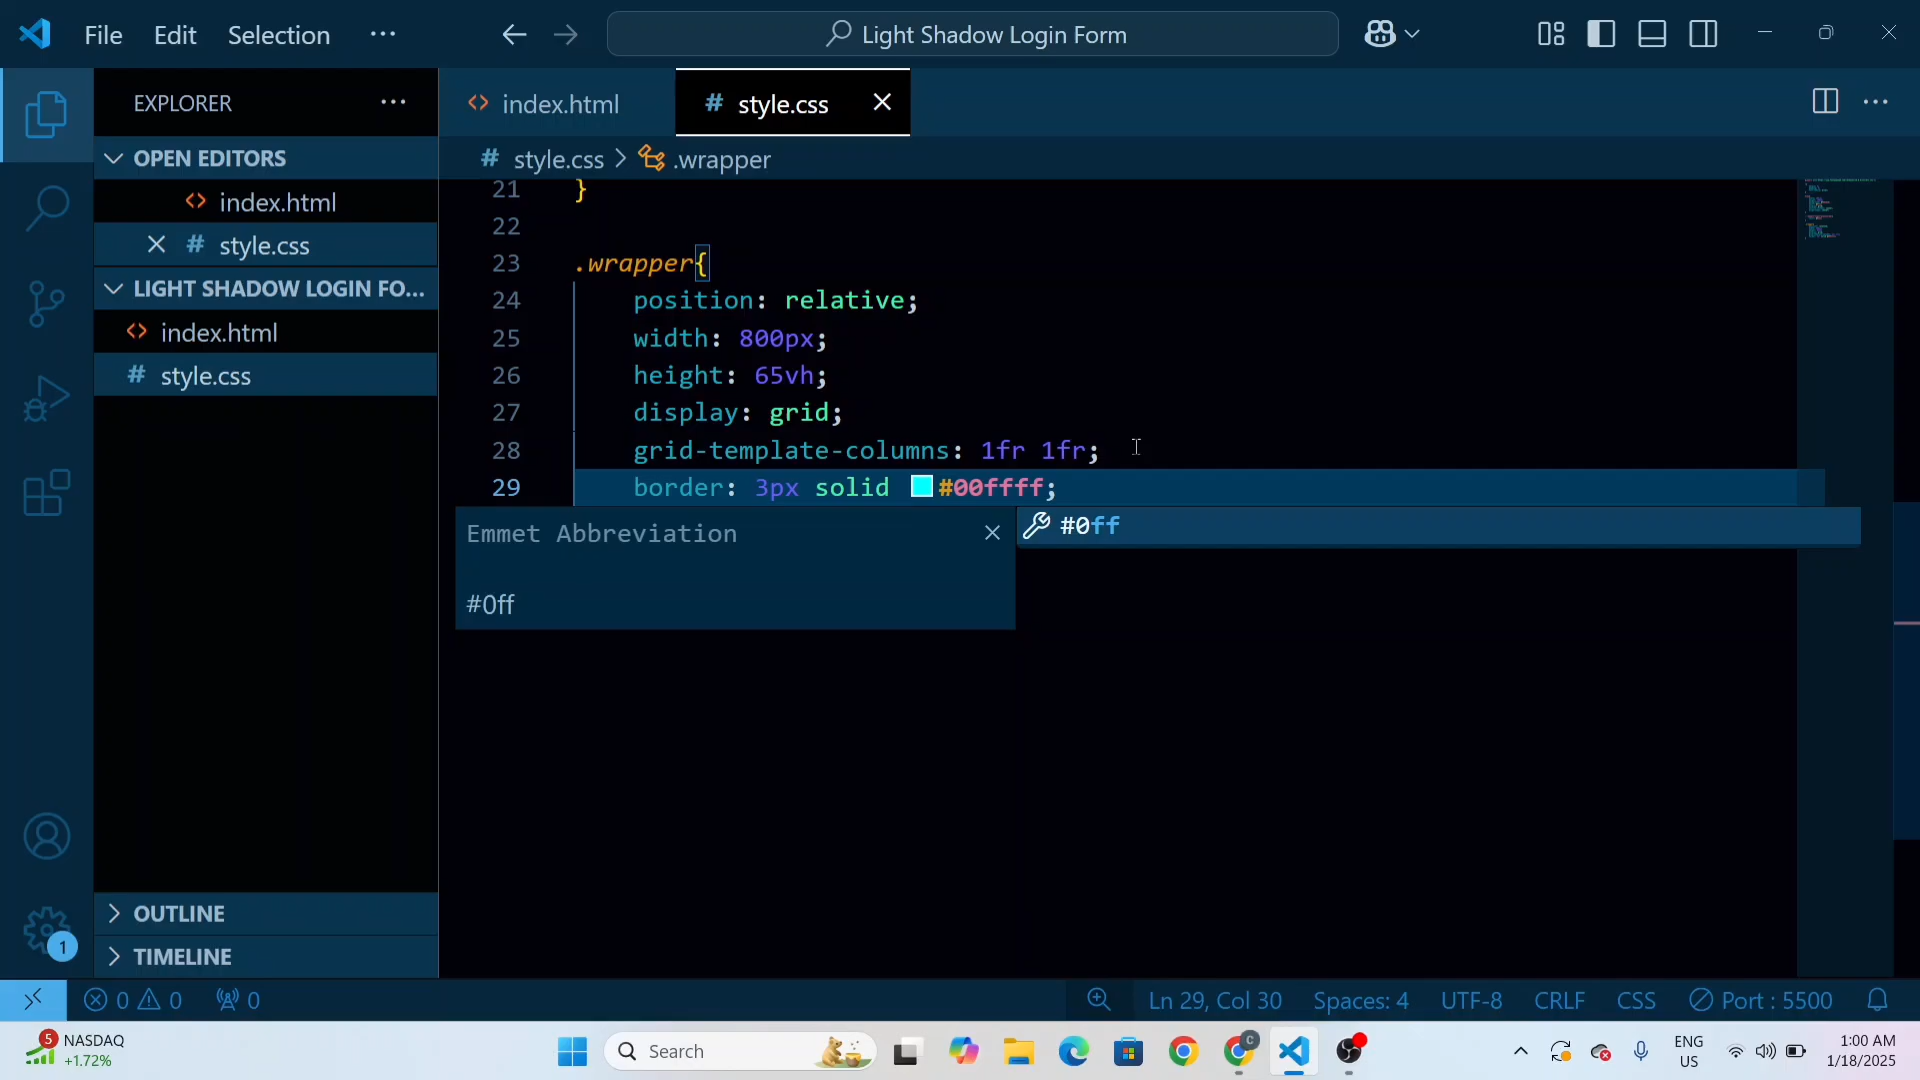 File Edit Selection ···
Light Shadow Login Form
EXPLORER ···
OPEN EDITORS
index.html
style.css
LIGHT SHADOW LOGIN FO...
index.html
style.css
OUTLINE
TIMELINE
index.html
# style.css
# style.css > .wrapper
21 }
22
23 .wrapper{
24 position: relative;
25 width: 800px;
26 height: 65vh;
27 display: grid;
28 grid-template-columns: 1fr 1fr;
29 border: 3px solid #00ffff;
Emmet Abbreviation
#0ff
#0ff
1
0 0 0
Ln 29, Col 30 Spaces: 4 UTF-8 CRLF CSS Port : 5500
5
NASDAQ
+1.72%
Search
C
ENG
US
1:00 AM
1/18/2025